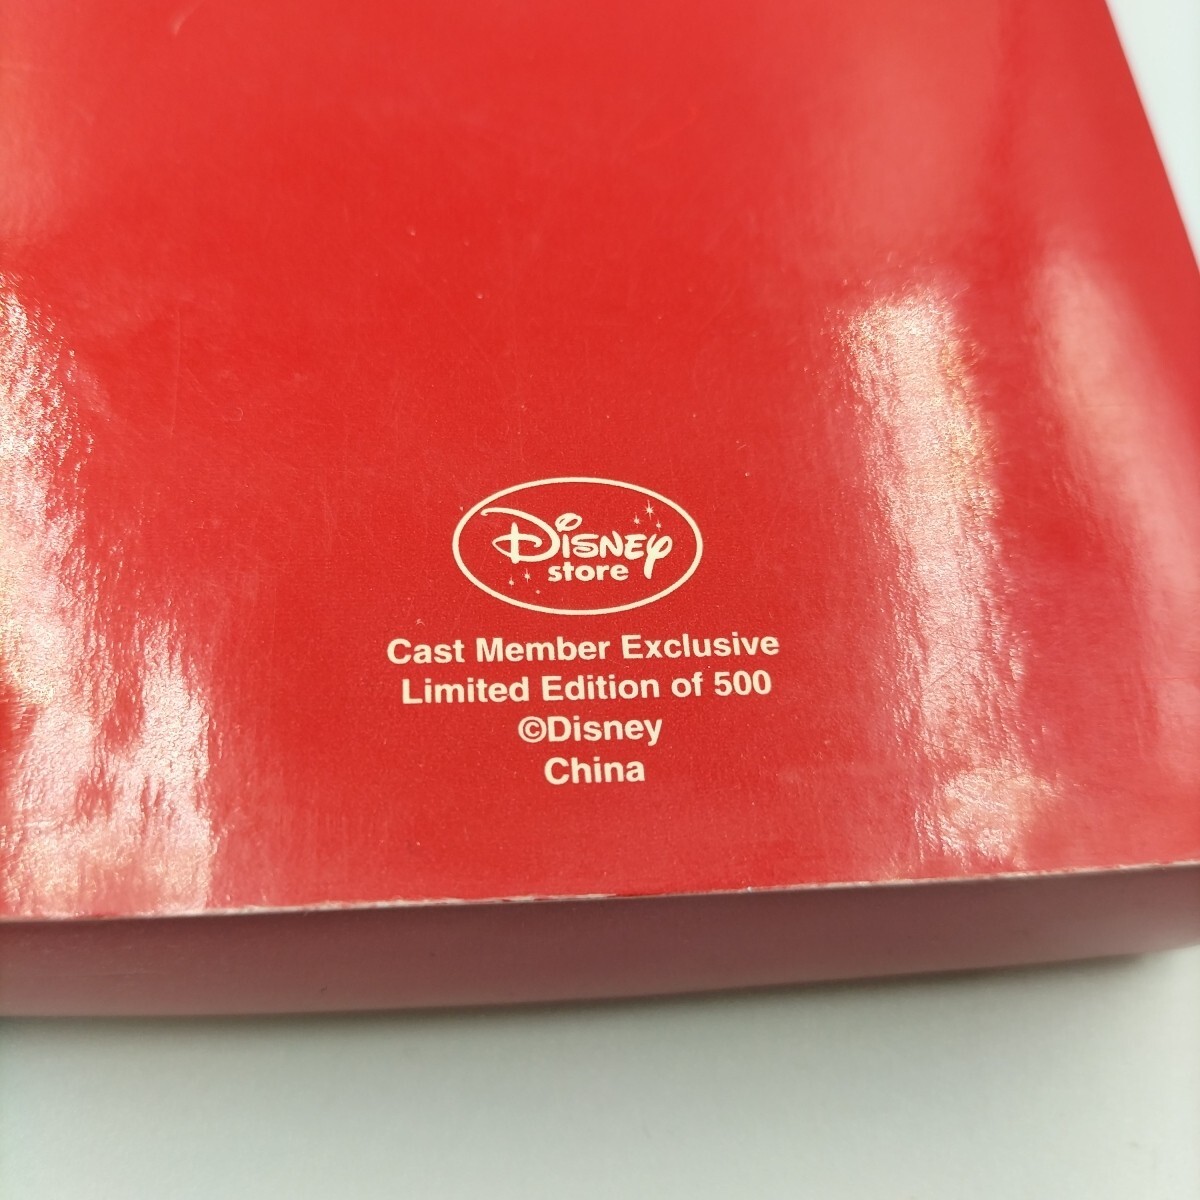 Disney
store
Cast Member Exclusive
Limited Edition of 500
©Disney
China